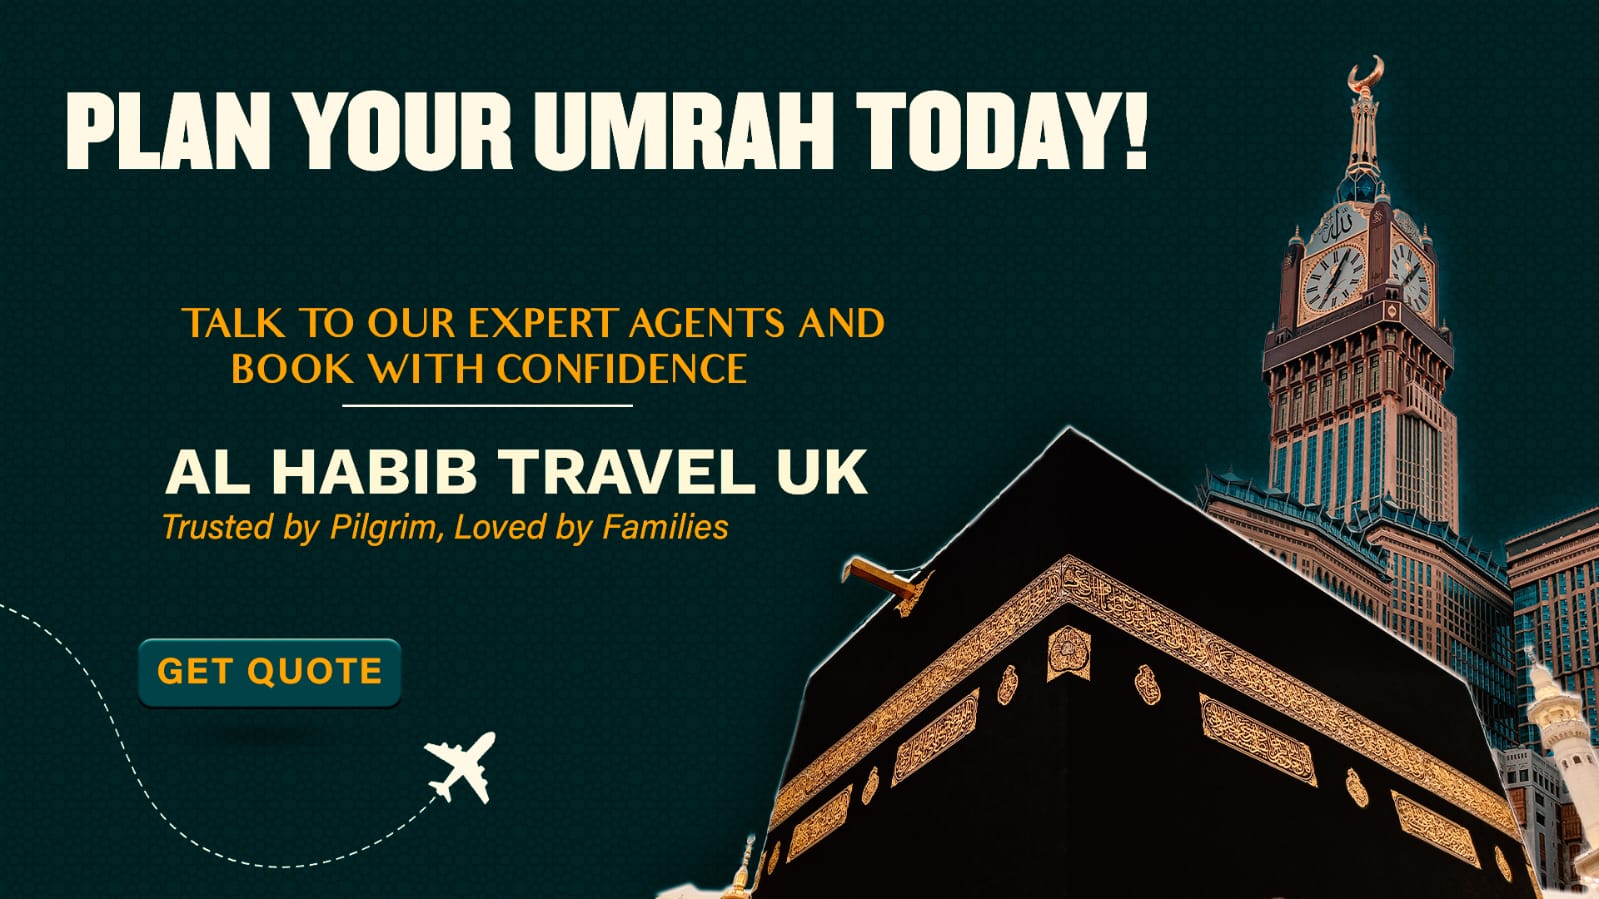 PLAN YOUR UMRAH TODAY!
TALK TO OUR EXPERT AGENTS AND
BOOK WITH CONFIDENCE
AL HABIB TRAVEL UK
Trusted by Pilgrim, Loved by Families
GET QUOTE
الله